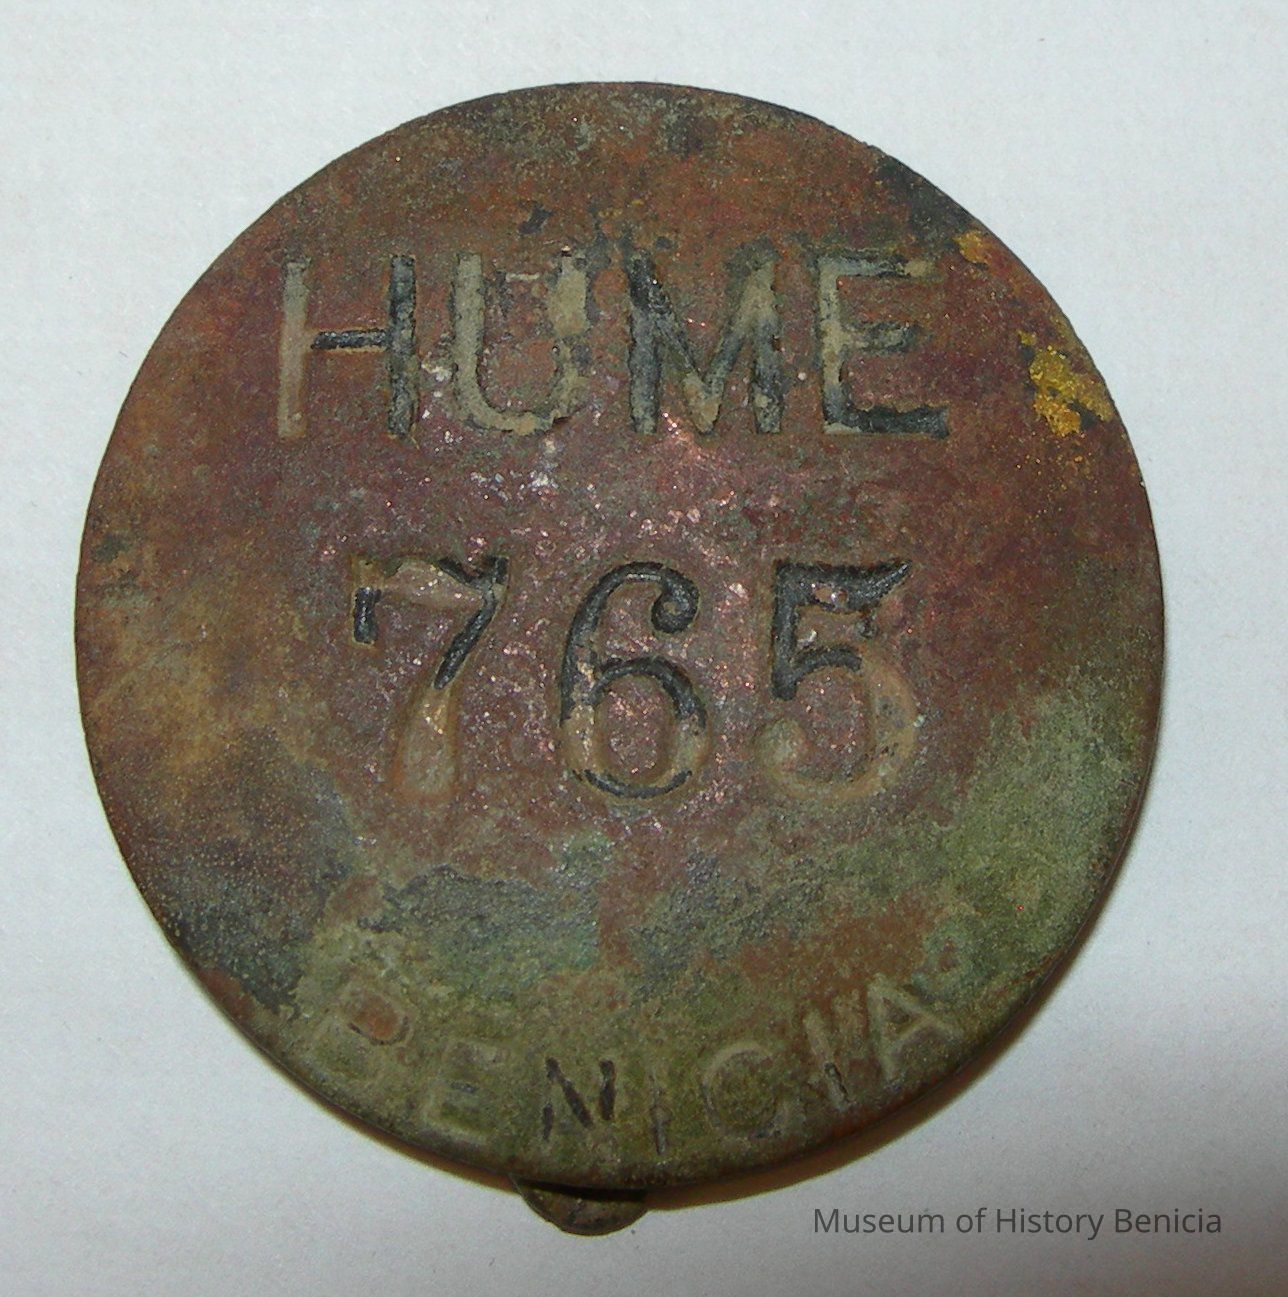 HUME
765
BENICIA
Museum of History Benicia